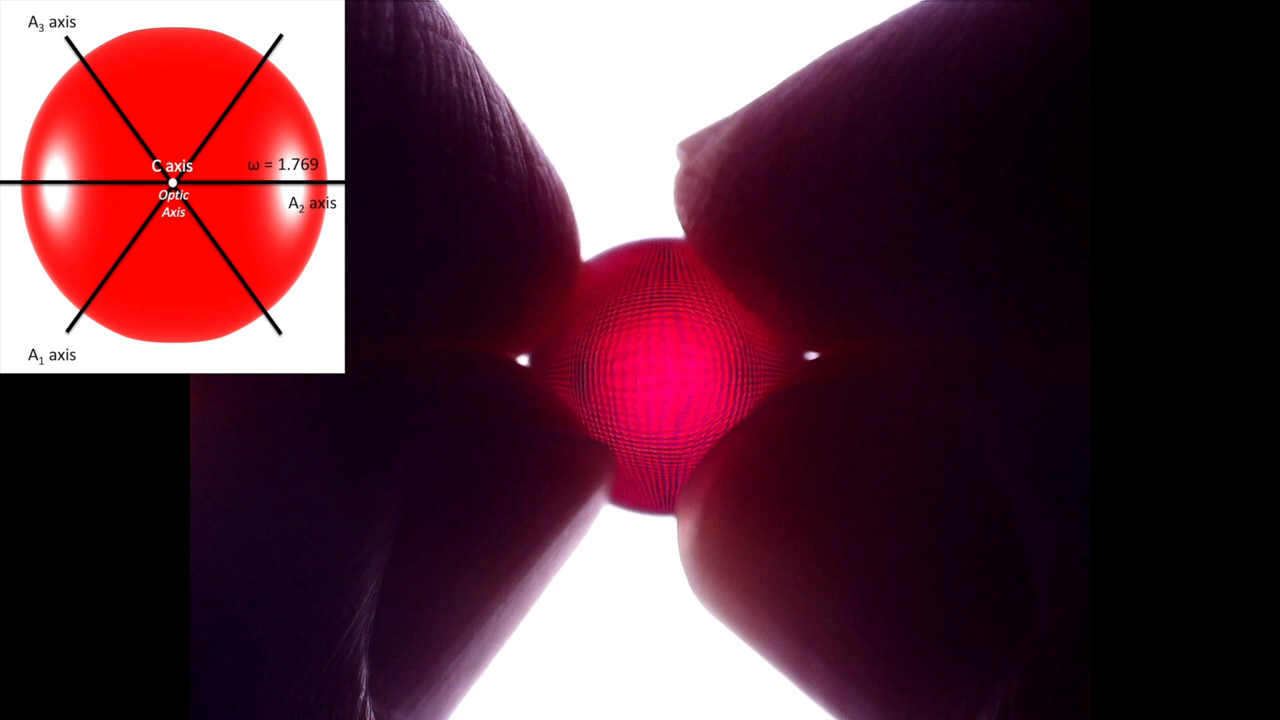 A3 axis
C axis
ω = 1.769
Optic
Axis
A2 axis
A1 axis